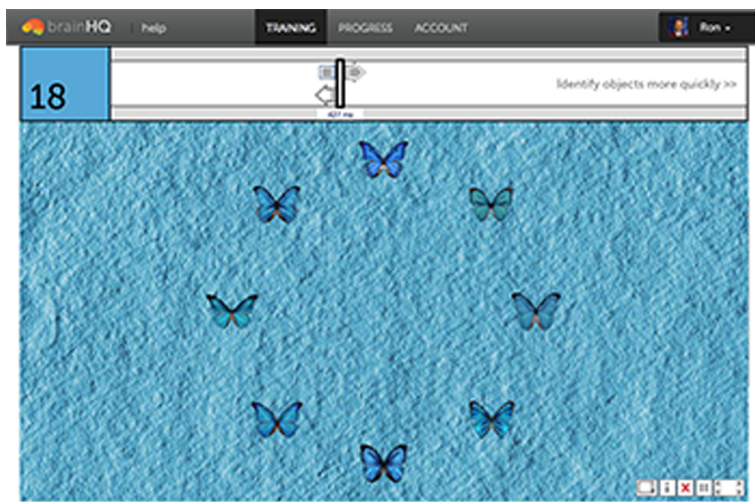 brainHQ help TRAINING PROGRESS ACCOUNT Ron
18
Identify objects more quickly >>